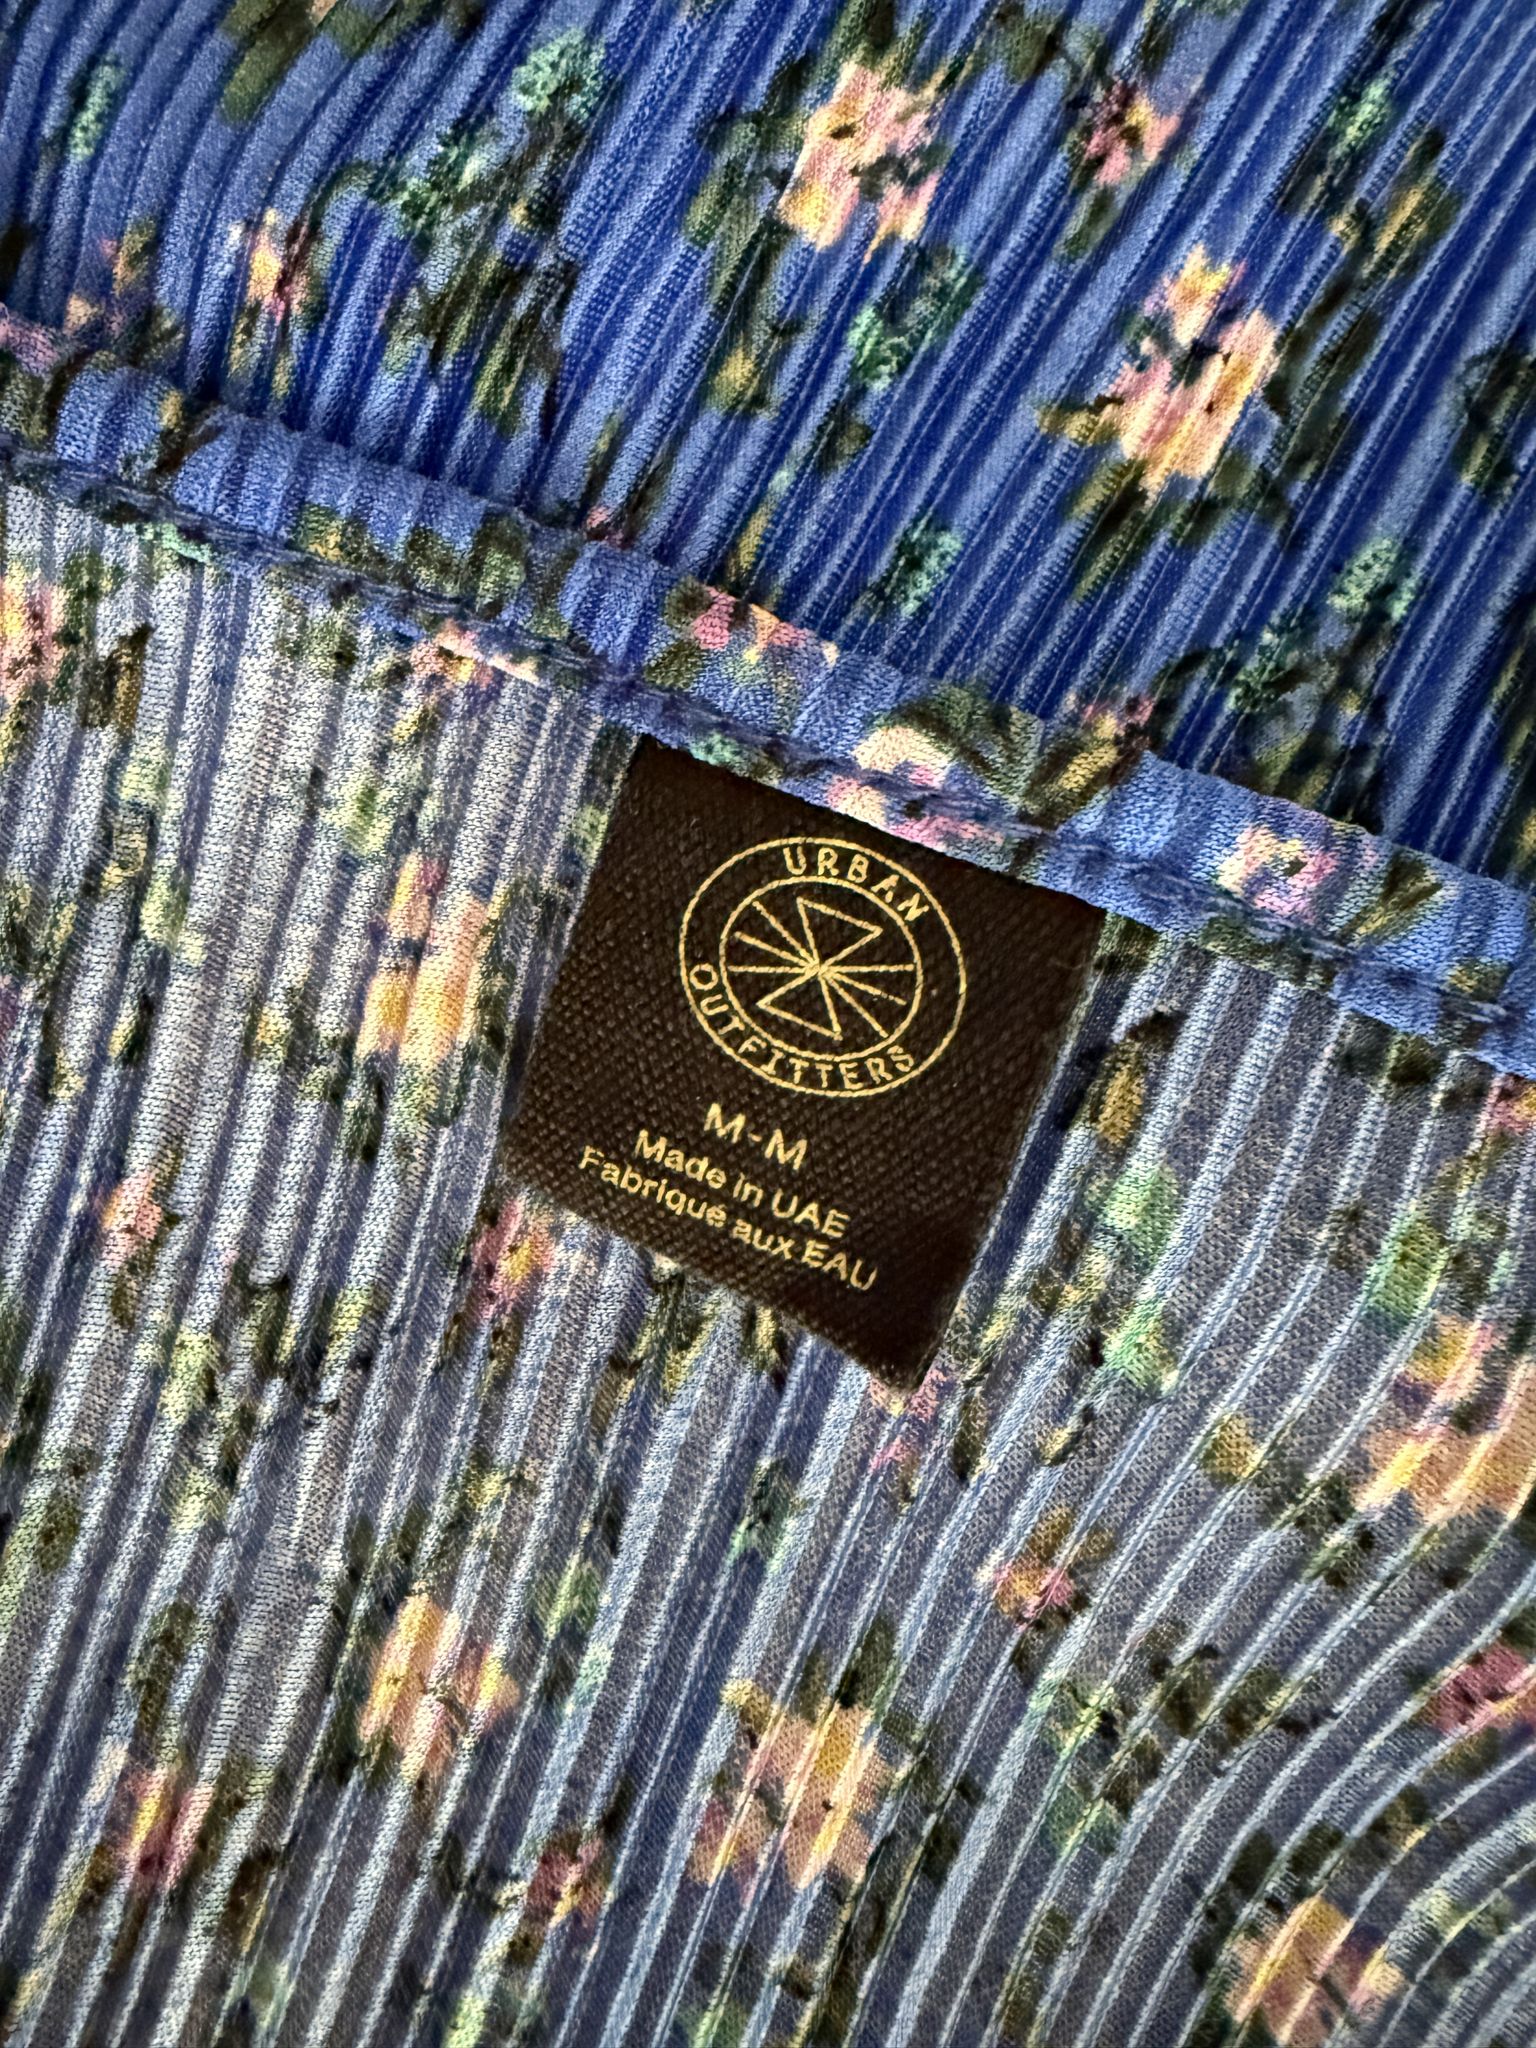 URBAN
OUTFITTERS
M-M
Made in UAE
Fabriqué aux EAU